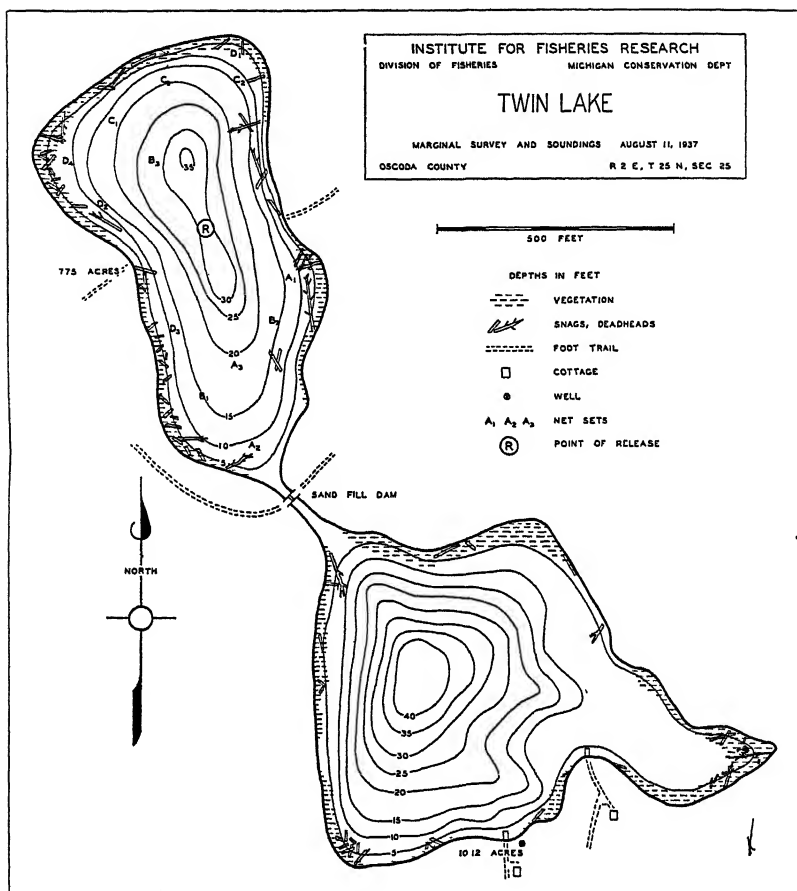 INSTITUTE FOR FISHERIES RESEARCH
DIVISION OF FISHERIES MICHIGAN CONSERVATION DEPT
TWIN LAKE
MARGINAL SURVEY AND SOUNDINGS AUGUST 11, 1937
OSCODA COUNTY R 2 E, T 25 N, SEC 25
500 FEET
DEPTHS IN FEET
VEGETATION
SNAGS, DEADHEADS
FOOT TRAIL
COTTAGE
WELL
A1 A2 A3 NET SETS
R POINT OF RELEASE
D1
C2
C1
B3
35
D4
D2
R
775 ACRES
A1
30
25
D3
B2
20
A3
B1
15
10
A2
5
SAND FILL DAM
NORTH
40
35
30
25
20
15
10
5
10 12 ACRES